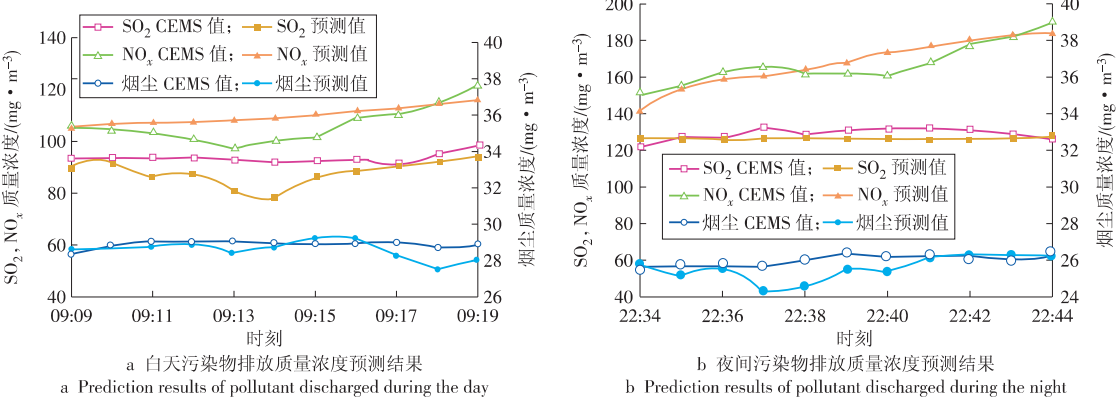 SO₂ CEMS 值; SO₂ 预测值
NOₓ CEMS 值; NOₓ 预测值
烟尘 CEMS 值; 烟尘预测值
SO₂, NOₓ 质量浓度/(mg·m⁻³)
140
120
100
80
60
40
烟尘质量浓度/(mg·m⁻³)
40
38
36
34
32
30
28
26
09:09 09:11 09:13 09:15 09:17 09:19
时刻
a 白天污染物排放质量浓度预测结果
a Prediction results of pollutant discharged during the day
SO₂, NOₓ 质量浓度/(mg·m⁻³)
200
180
160
140
120
100
80
60
40
烟尘质量浓度/(mg·m⁻³)
40
38
36
34
32
30
28
26
24
SO₂ CEMS 值; SO₂ 预测值
NOₓ CEMS 值; NOₓ 预测值
烟尘 CEMS 值; 烟尘预测值
22:34 22:36 22:38 22:40 22:42 22:44
时刻
b 夜间污染物排放质量浓度预测结果
b Prediction results of pollutant discharged during the night